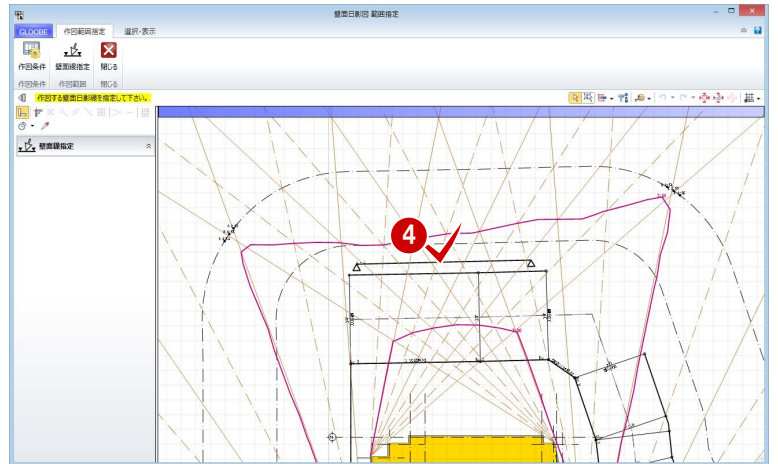 壁面日影図 範囲指定
GLOOBE 作図範囲指定 選択・表示
作図条件 壁面線指定 閉じる
作図条件 作図範囲 閉じる
作図する壁面日影線を指定して下さい。
壁面線指定
4